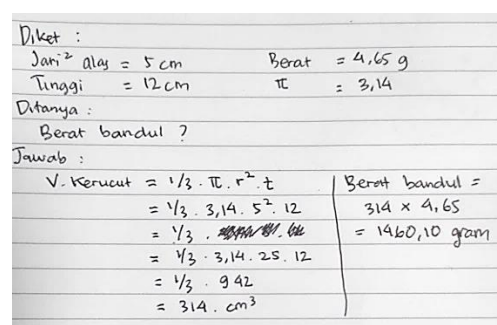 Diket :
Jari² alas = 5 cm
Tinggi = 12 cm
Berat = 4,65 g
π = 3,14
Ditanya :
Berat bandul ?
Jawab :
V. Kerucut = 1/3 . π . r² . t
= 1/3 . 3,14 . 5² . 12
= 1/3 .
= 1/3 . 3,14 . 25 . 12
= 1/3 . 942
= 314 . cm³
Berat bandul =
314 x 4,65
= 1460,10 gram